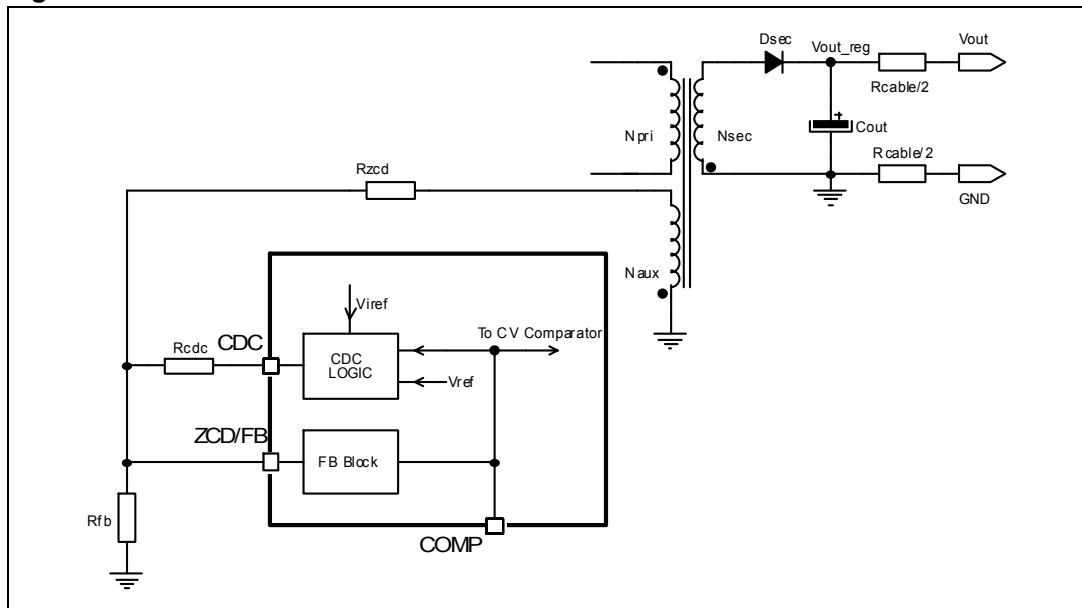 Dsec
Vout_reg
Vout
Rcable/2
Npri
Nsec
Cout
Rcable/2
GND
Rzcd
Naux
Viref
To CV Comparator
Rcdc
CDC
CDC
LOGIC
Vref
ZCD/FB
FB Block
Rfb
COMP